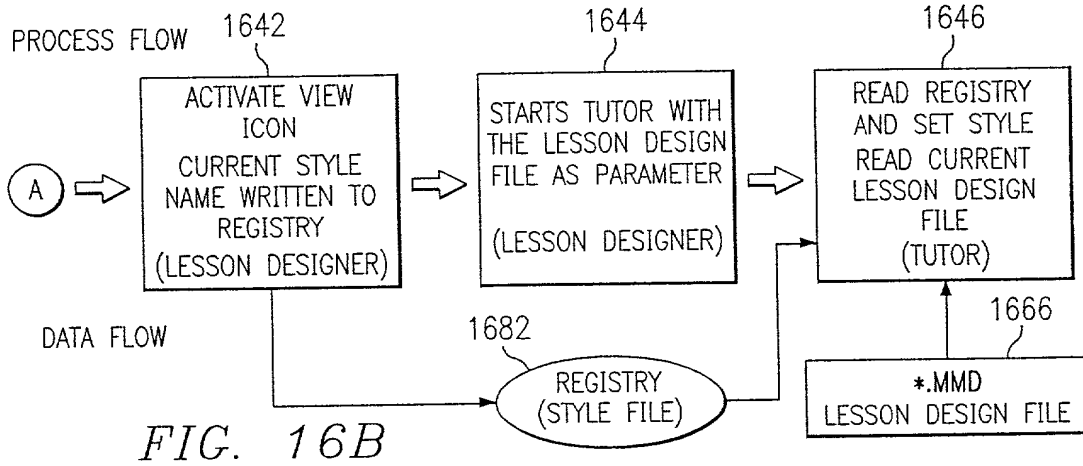 PROCESS FLOW
1642
1644
1646
A
ACTIVATE VIEW
ICON
CURRENT STYLE
NAME WRITTEN TO
REGISTRY
(LESSON DESIGNER)
STARTS TUTOR WITH
THE LESSON DESIGN
FILE AS PARAMETER
(LESSON DESIGNER)
READ REGISTRY
AND SET STYLE
READ CURRENT
LESSON DESIGN
FILE
(TUTOR)
DATA FLOW
1682
REGISTRY
(STYLE FILE)
1666
*.MMD
LESSON DESIGN FILE
FIG. 16B